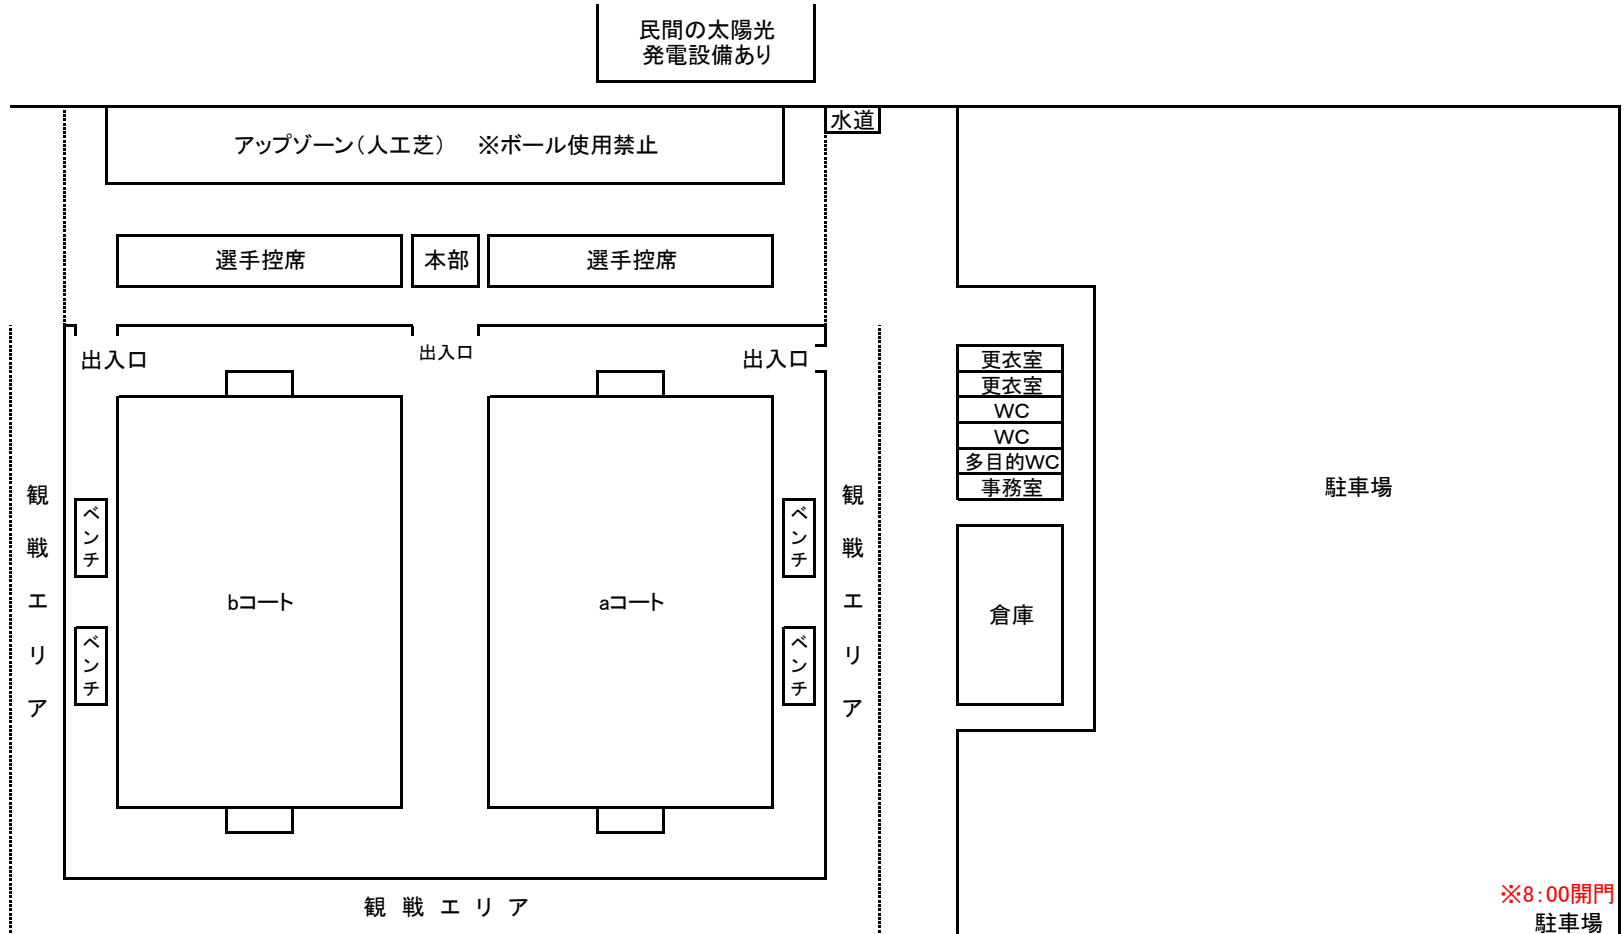 民間の太陽光
発電設備あり
水道
アップゾーン（人工芝）　※ボール使用禁止
選手控席
本部
選手控席
出入口
出入口
出入口
更衣室
更衣室
WC
WC
多目的WC
事務室
観戦エリア
ベンチ
ベンチ
bコート
aコート
ベンチ
ベンチ
観戦エリア
倉庫
駐車場
観戦エリア
※8：00開門
駐車場